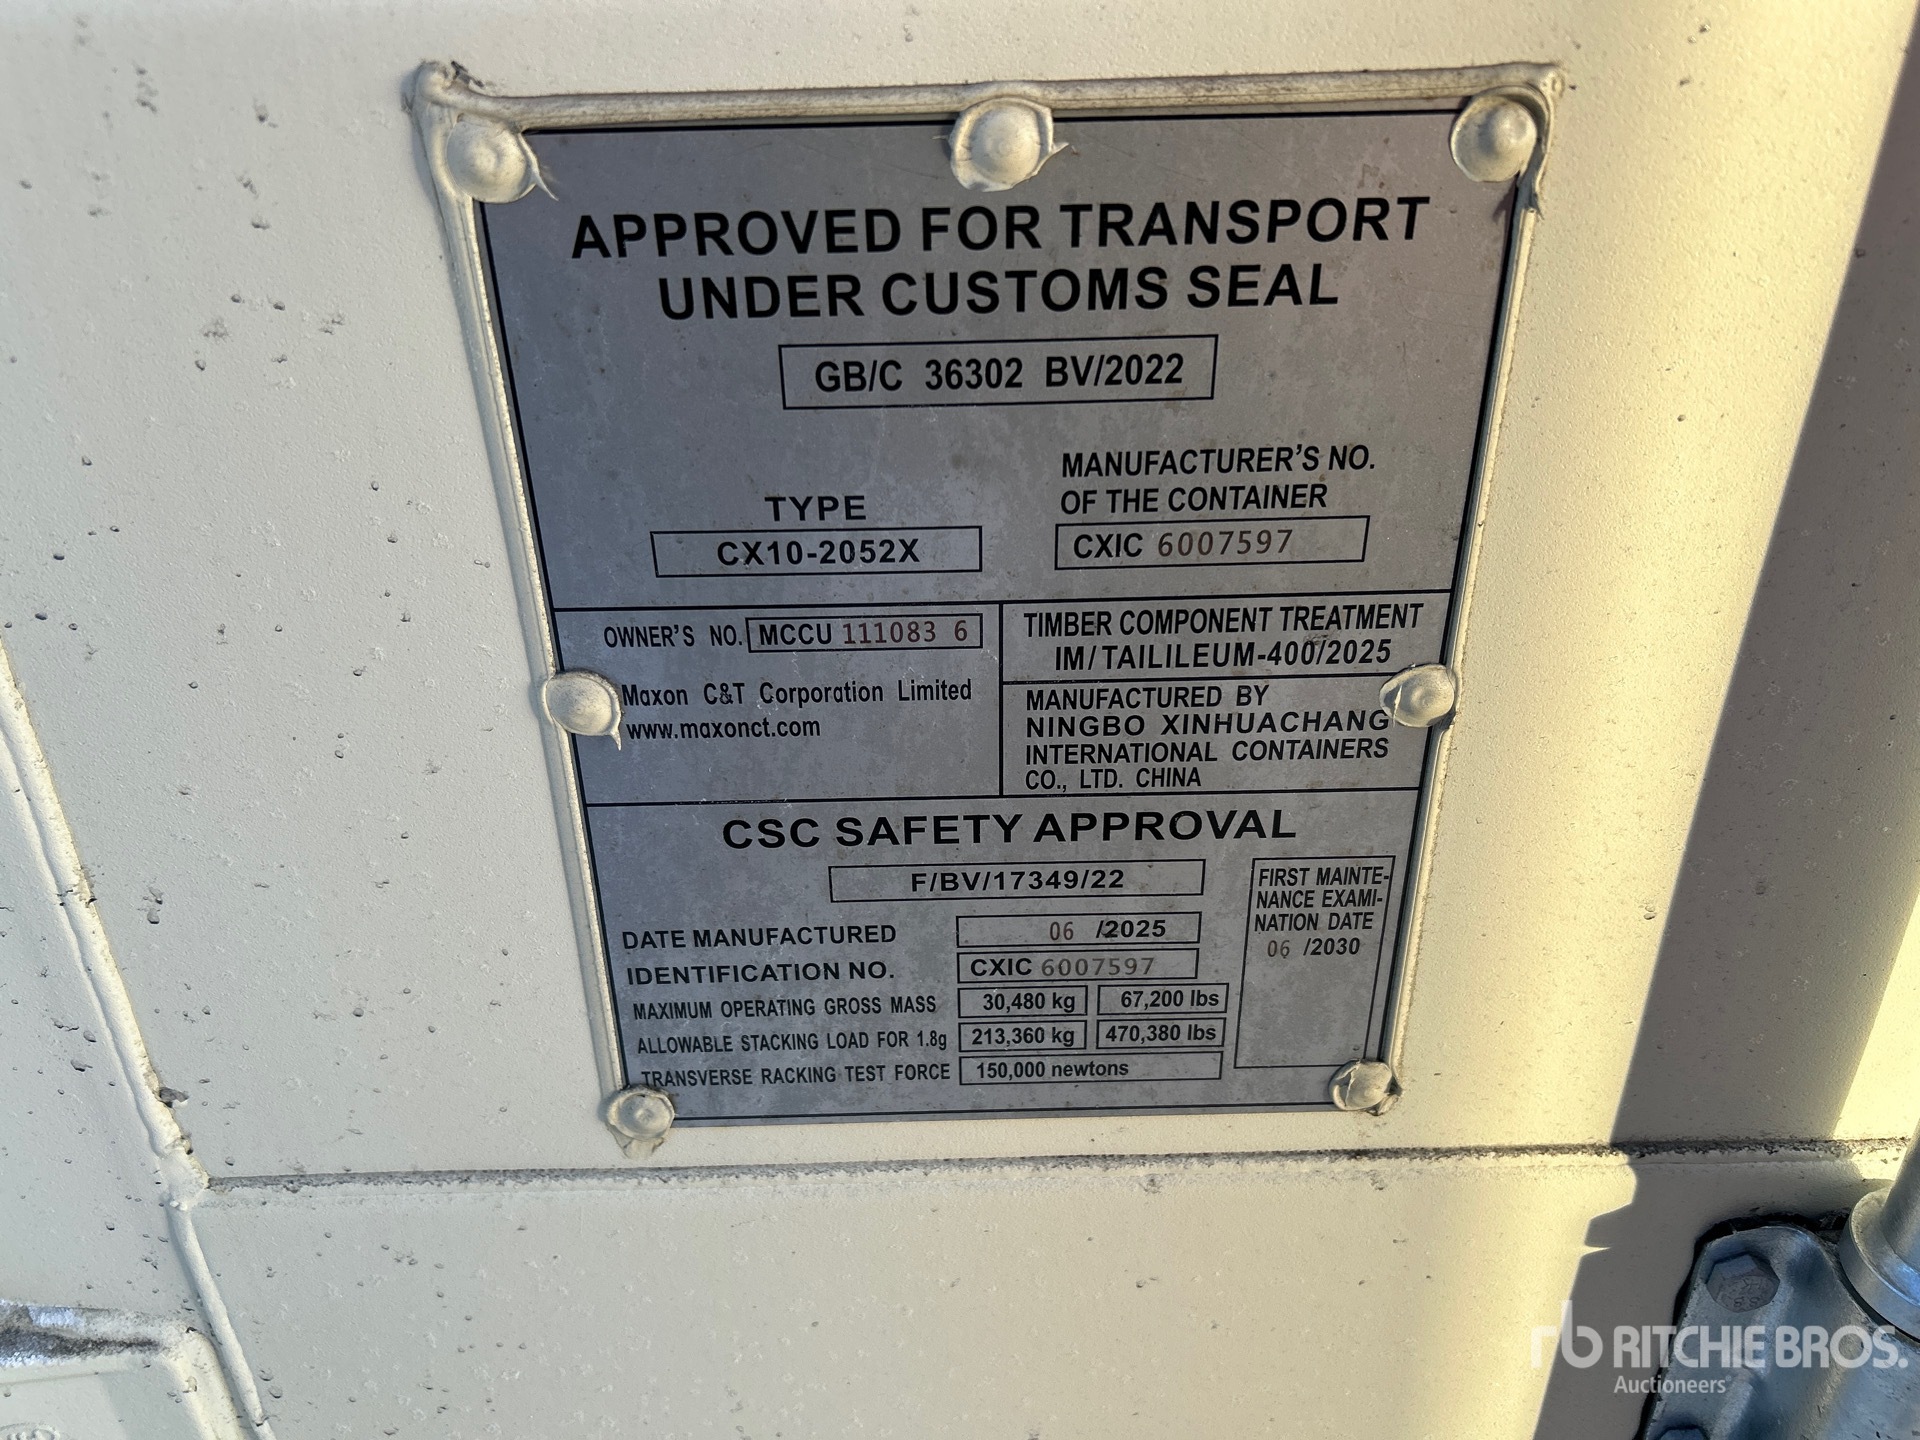 APPROVED FOR TRANSPORT
UNDER CUSTOMS SEAL
GB/C 36302 BV/2022
TYPE
CX10-2052X
MANUFACTURER'S NO.
OF THE CONTAINER
CXIC 6007597
OWNER'S NO. MCCU 111083 6
Maxon C&T Corporation Limited
www.maxonct.com
TIMBER COMPONENT TREATMENT
IM/TAILILEUM-400/2025
MANUFACTURED BY
NINGBO XINHUACHANG
INTERNATIONAL CONTAINERS
CO., LTD. CHINA
CSC SAFETY APPROVAL
F/BV/17349/22
DATE MANUFACTURED 06 /2025
IDENTIFICATION NO. CXIC 6007597
MAXIMUM OPERATING GROSS MASS 30,480 kg 67,200 lbs
ALLOWABLE STACKING LOAD FOR 1.8g 213,360 kg 470,380 lbs
TRANSVERSE RACKING TEST FORCE 150,000 newtons
FIRST MAINTE-
NANCE EXAMI-
NATION DATE
06 /2030
rb RITCHIE BROS.
Auctioneers